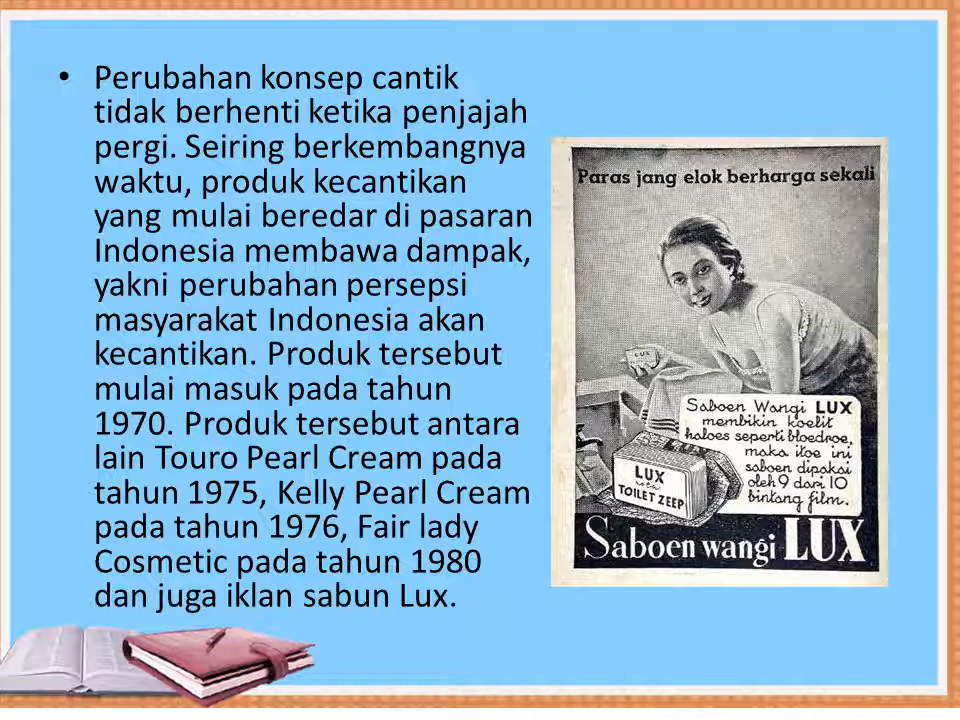 • Perubahan konsep cantik
tidak berhenti ketika penjajah
pergi. Seiring berkembangnya
waktu, produk kecantikan
yang mulai beredar di pasaran
Indonesia membawa dampak,
yakni perubahan persepsi
masyarakat Indonesia akan
kecantikan. Produk tersebut
mulai masuk pada tahun
1970. Produk tersebut antara
lain Touro Pearl Cream pada
tahun 1975, Kelly Pearl Cream
pada tahun 1976, Fair lady
Cosmetic pada tahun 1980
dan juga iklan sabun Lux.
Paras jang elok berharga sekali
LUX
Saboen Wangi LUX
membikin koelit
haloes seperti bloedroe,
maka itoe ini
saboen dipakai
oleh 9 dari 10
bintang film.
LUX
TOILET ZEEP
Saboen wangi LUX